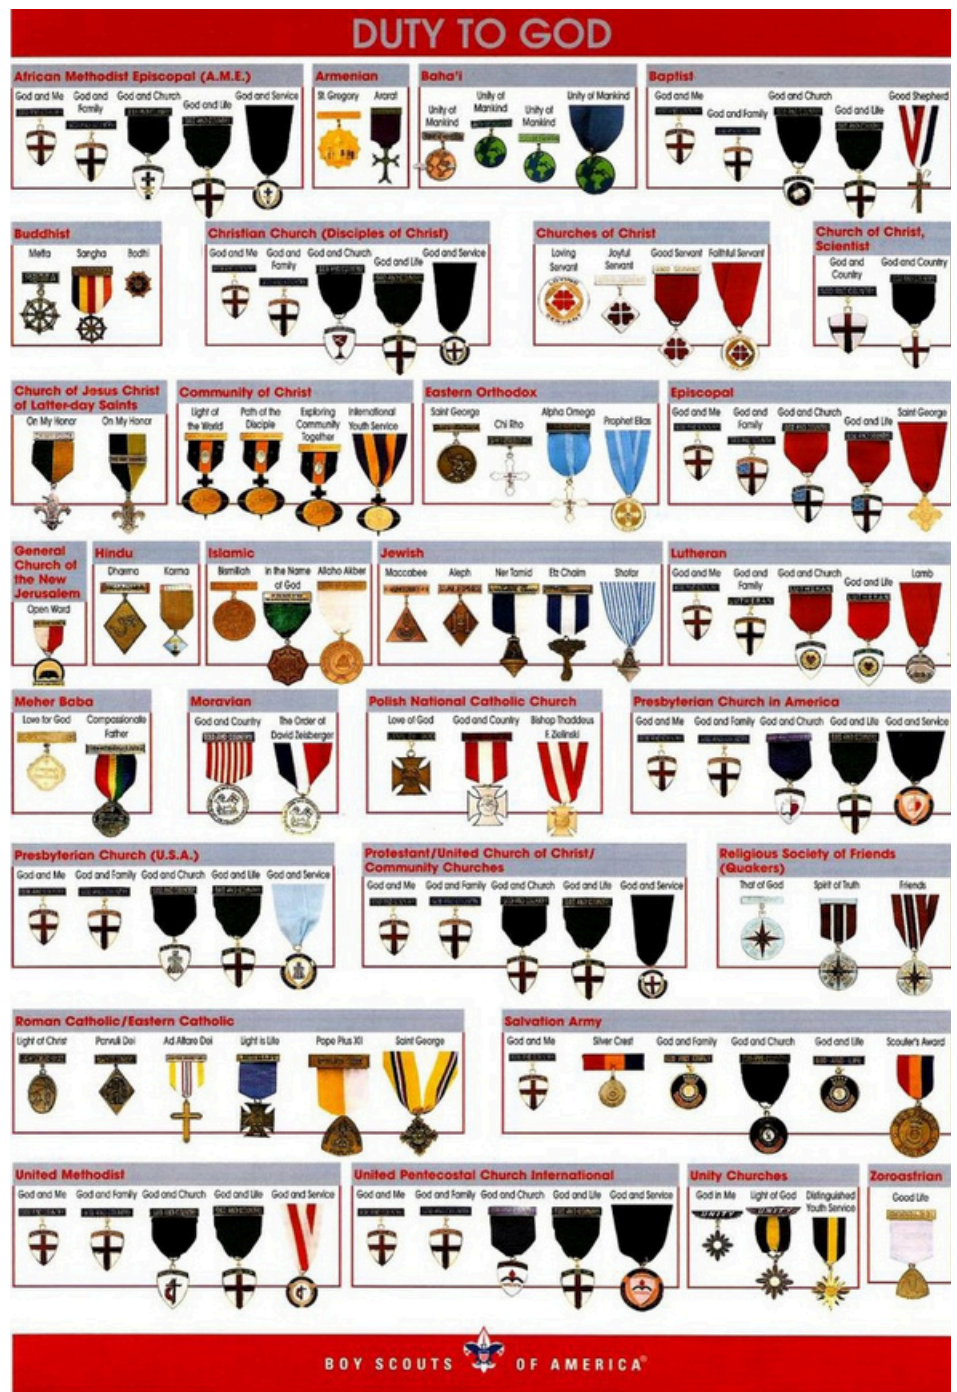 DUTY TO GOD
African Methodist Episcopal (A.M.E.)
God and Me
God and
Family
God and Church
God and Life
God and Service
Armenian
St. Gregory
Ararat
Baha'i
Unity of
Mankind
Unity of
Mankind
Unity of
Mankind
Unity of Mankind
Baptist
God and Me
God and Family
God and Church
God and Life
Good Shepherd
Buddhist
Metta
Sangha
Bodhi
Christian Church (Disciples of Christ)
God and Me
God and
Family
God and Church
God and Life
God and Service
Churches of Christ
Loving
Servant
Joyful
Servant
Good Servant
Faithful Servant
LOVING
SERVANT
Church of Christ,
Scientist
God and
Country
God and Country
Church of Jesus Christ
of Latter-day Saints
On My Honor
On My Honor
Community of Christ
Light of
the World
Path of the
Disciple
Exploring
Community
Together
International
Youth Service
Eastern Orthodox
Saint George
Chi Rho
Alpha Omega
Prophet Elias
Episcopal
God and Me
God and
Family
God and Church
God and Life
Saint George
General
Church of
the New
Jerusalem
Open Word
Hindu
Dharma
Karma
Islamic
Bismillah
In the Name
of God
Allaho Akber
Jewish
Maccabee
Aleph
Ner Tamid
Etz Chaim
Shofar
Lutheran
God and Me
God and
Family
God and Church
God and Life
Lamb
LUTHERAN
LUTHERAN
LUTHERAN
Meher Baba
Love for God
Compassionate
Father
Moravian
God and Country
The Order of
David Zeisberger
Polish National Catholic Church
Love of God
God and Country
Bishop Thaddeus
F. Zielinski
Presbyterian Church in America
God and Me
God and Family
God and Church
God and Life
God and Service
Presbyterian Church (U.S.A.)
God and Me
God and Family
God and Church
God and Life
God and Service
Protestant/United Church of Christ/
Community Churches
God and Me
God and Family
God and Church
God and Life
God and Service
Religious Society of Friends
(Quakers)
That of God
Spirit of Truth
Friends
Roman Catholic/Eastern Catholic
Light of Christ
Parvuli Dei
Ad Altare Dei
Light is Life
Pope Pius XII
Saint George
Salvation Army
God and Me
Silver Crest
God and Family
God and Church
God and Life
Scouter's Award
United Methodist
God and Me
God and Family
God and Church
God and Life
God and Service
United Pentecostal Church International
God and Me
God and Family
God and Church
God and Life
God and Service
Unity Churches
God in Me
Light of God
Distinguished
Youth Service
UNITY
UNITY
Zoroastrian
Good Life
BOY SCOUTS OF AMERICA®